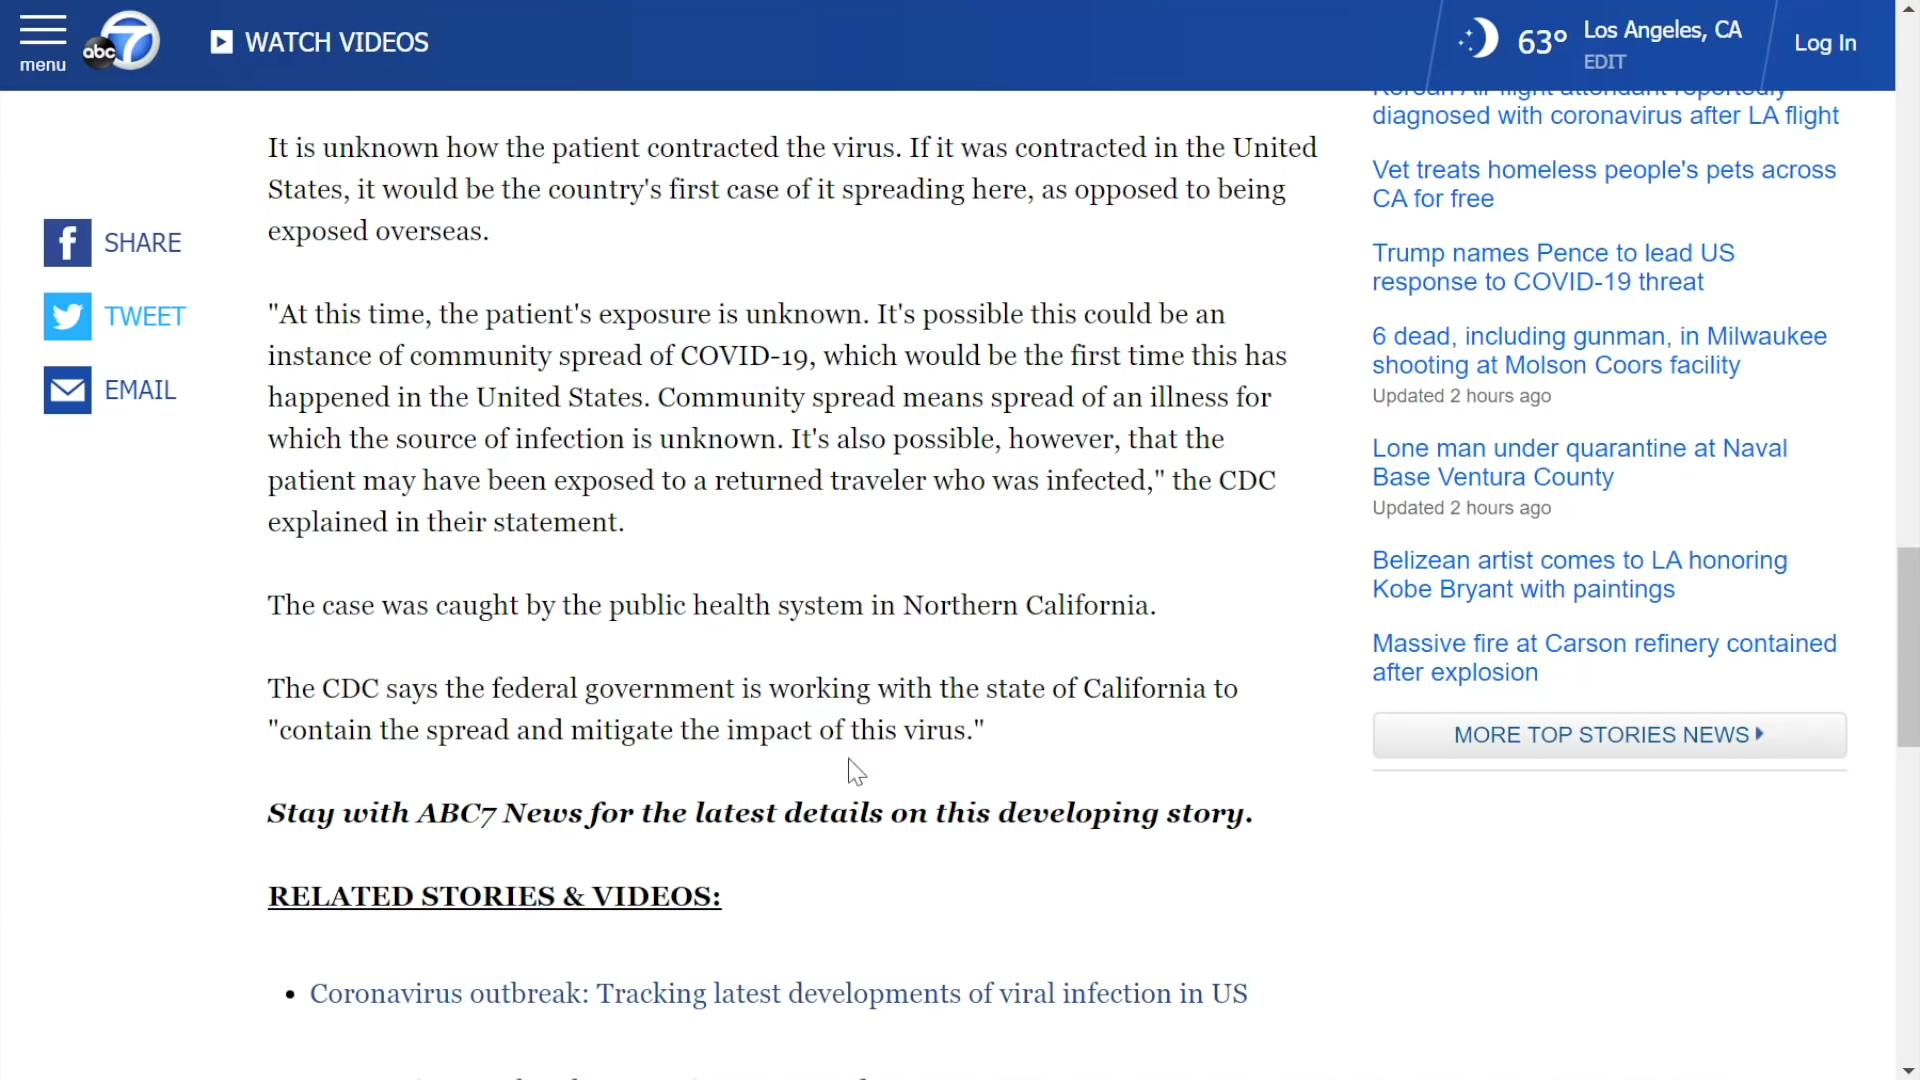 menu
abc 7
WATCH VIDEOS
63°
Los Angeles, CA
EDIT
Log In
SHARE
TWEET
EMAIL
It is unknown how the patient contracted the virus. If it was contracted in the United
States, it would be the country's first case of it spreading here, as opposed to being
exposed overseas.
"At this time, the patient's exposure is unknown. It's possible this could be an
instance of community spread of COVID-19, which would be the first time this has
happened in the United States. Community spread means spread of an illness for
which the source of infection is unknown. It's also possible, however, that the
patient may have been exposed to a returned traveler who was infected," the CDC
explained in their statement.
The case was caught by the public health system in Northern California.
The CDC says the federal government is working with the state of California to
"contain the spread and mitigate the impact of this virus."
Stay with ABC7 News for the latest details on this developing story.
RELATED STORIES & VIDEOS:
• Coronavirus outbreak: Tracking latest developments of viral infection in US
Korean Air flight attendant reportedly
diagnosed with coronavirus after LA flight
Vet treats homeless people's pets across
CA for free
Trump names Pence to lead US
response to COVID-19 threat
6 dead, including gunman, in Milwaukee
shooting at Molson Coors facility
Updated 2 hours ago
Lone man under quarantine at Naval
Base Ventura County
Updated 2 hours ago
Belizean artist comes to LA honoring
Kobe Bryant with paintings
Massive fire at Carson refinery contained
after explosion
MORE TOP STORIES NEWS